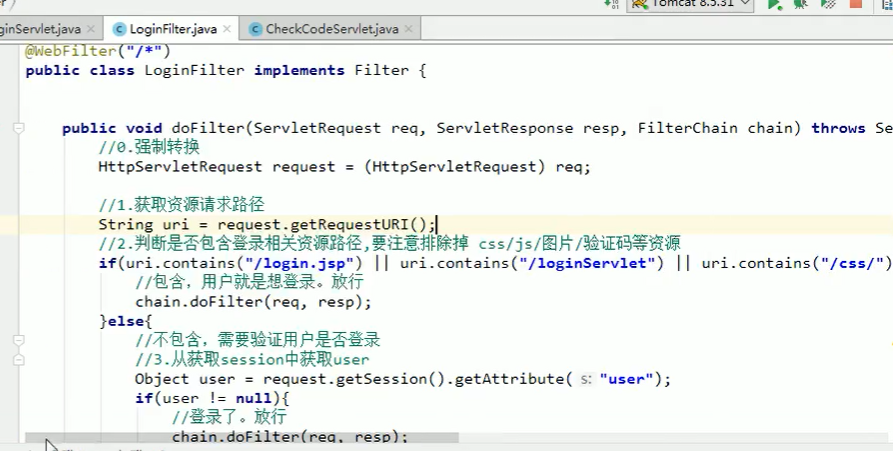 Tomcat 8.5.31
ginServlet.java LoginFilter.java CheckCodeServlet.java
@WebFilter("/*")
public class LoginFilter implements Filter {
public void doFilter(ServletRequest req, ServletResponse resp, FilterChain chain) throws Se
//0.强制转换
HttpServletRequest request = (HttpServletRequest) req;
//1.获取资源请求路径
String uri = request.getRequestURI();
//2.判断是否包含登录相关资源路径,要注意排除掉 css/js/图片/验证码等资源
if(uri.contains("/login.jsp") || uri.contains("/loginServlet") || uri.contains("/css/")
//包含，用户就是想登录。放行
chain.doFilter(req, resp);
}else{
//不包含，需要验证用户是否登录
//3.从获取session中获取user
Object user = request.getSession().getAttribute( s: "user");
if(user != null){
//登录了。放行
chain.doFilter(req, resp);